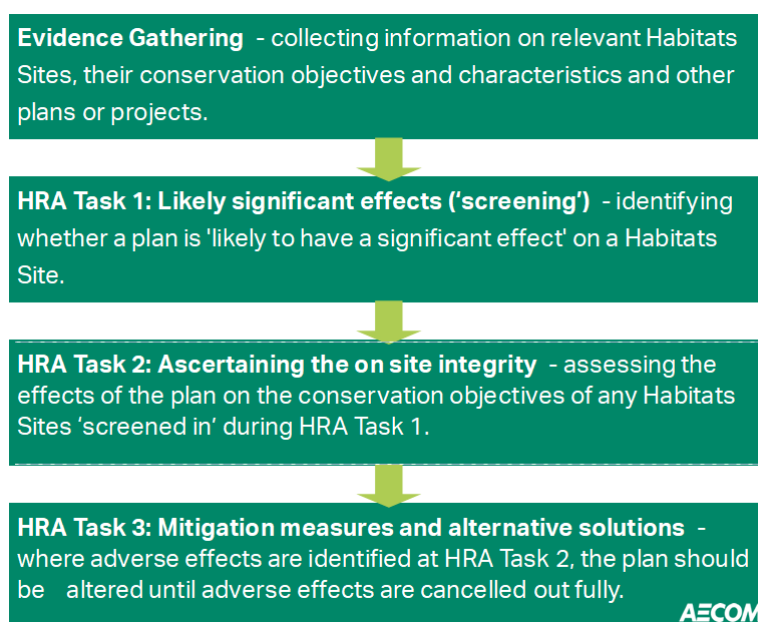 Evidence Gathering - collecting information on relevant Habitats
Sites, their conservation objectives and characteristics and other
plans or projects.
HRA Task 1: Likely significant effects (‘screening’) - identifying
whether a plan is 'likely to have a significant effect' on a Habitats
Site.
HRA Task 2: Ascertaining the on site integrity - assessing the
effects of the plan on the conservation objectives of any Habitats
Sites ‘screened in’ during HRA Task 1.
HRA Task 3: Mitigation measures and alternative solutions -
where adverse effects are identified at HRA Task 2, the plan should
be altered until adverse effects are cancelled out fully.
AECOM